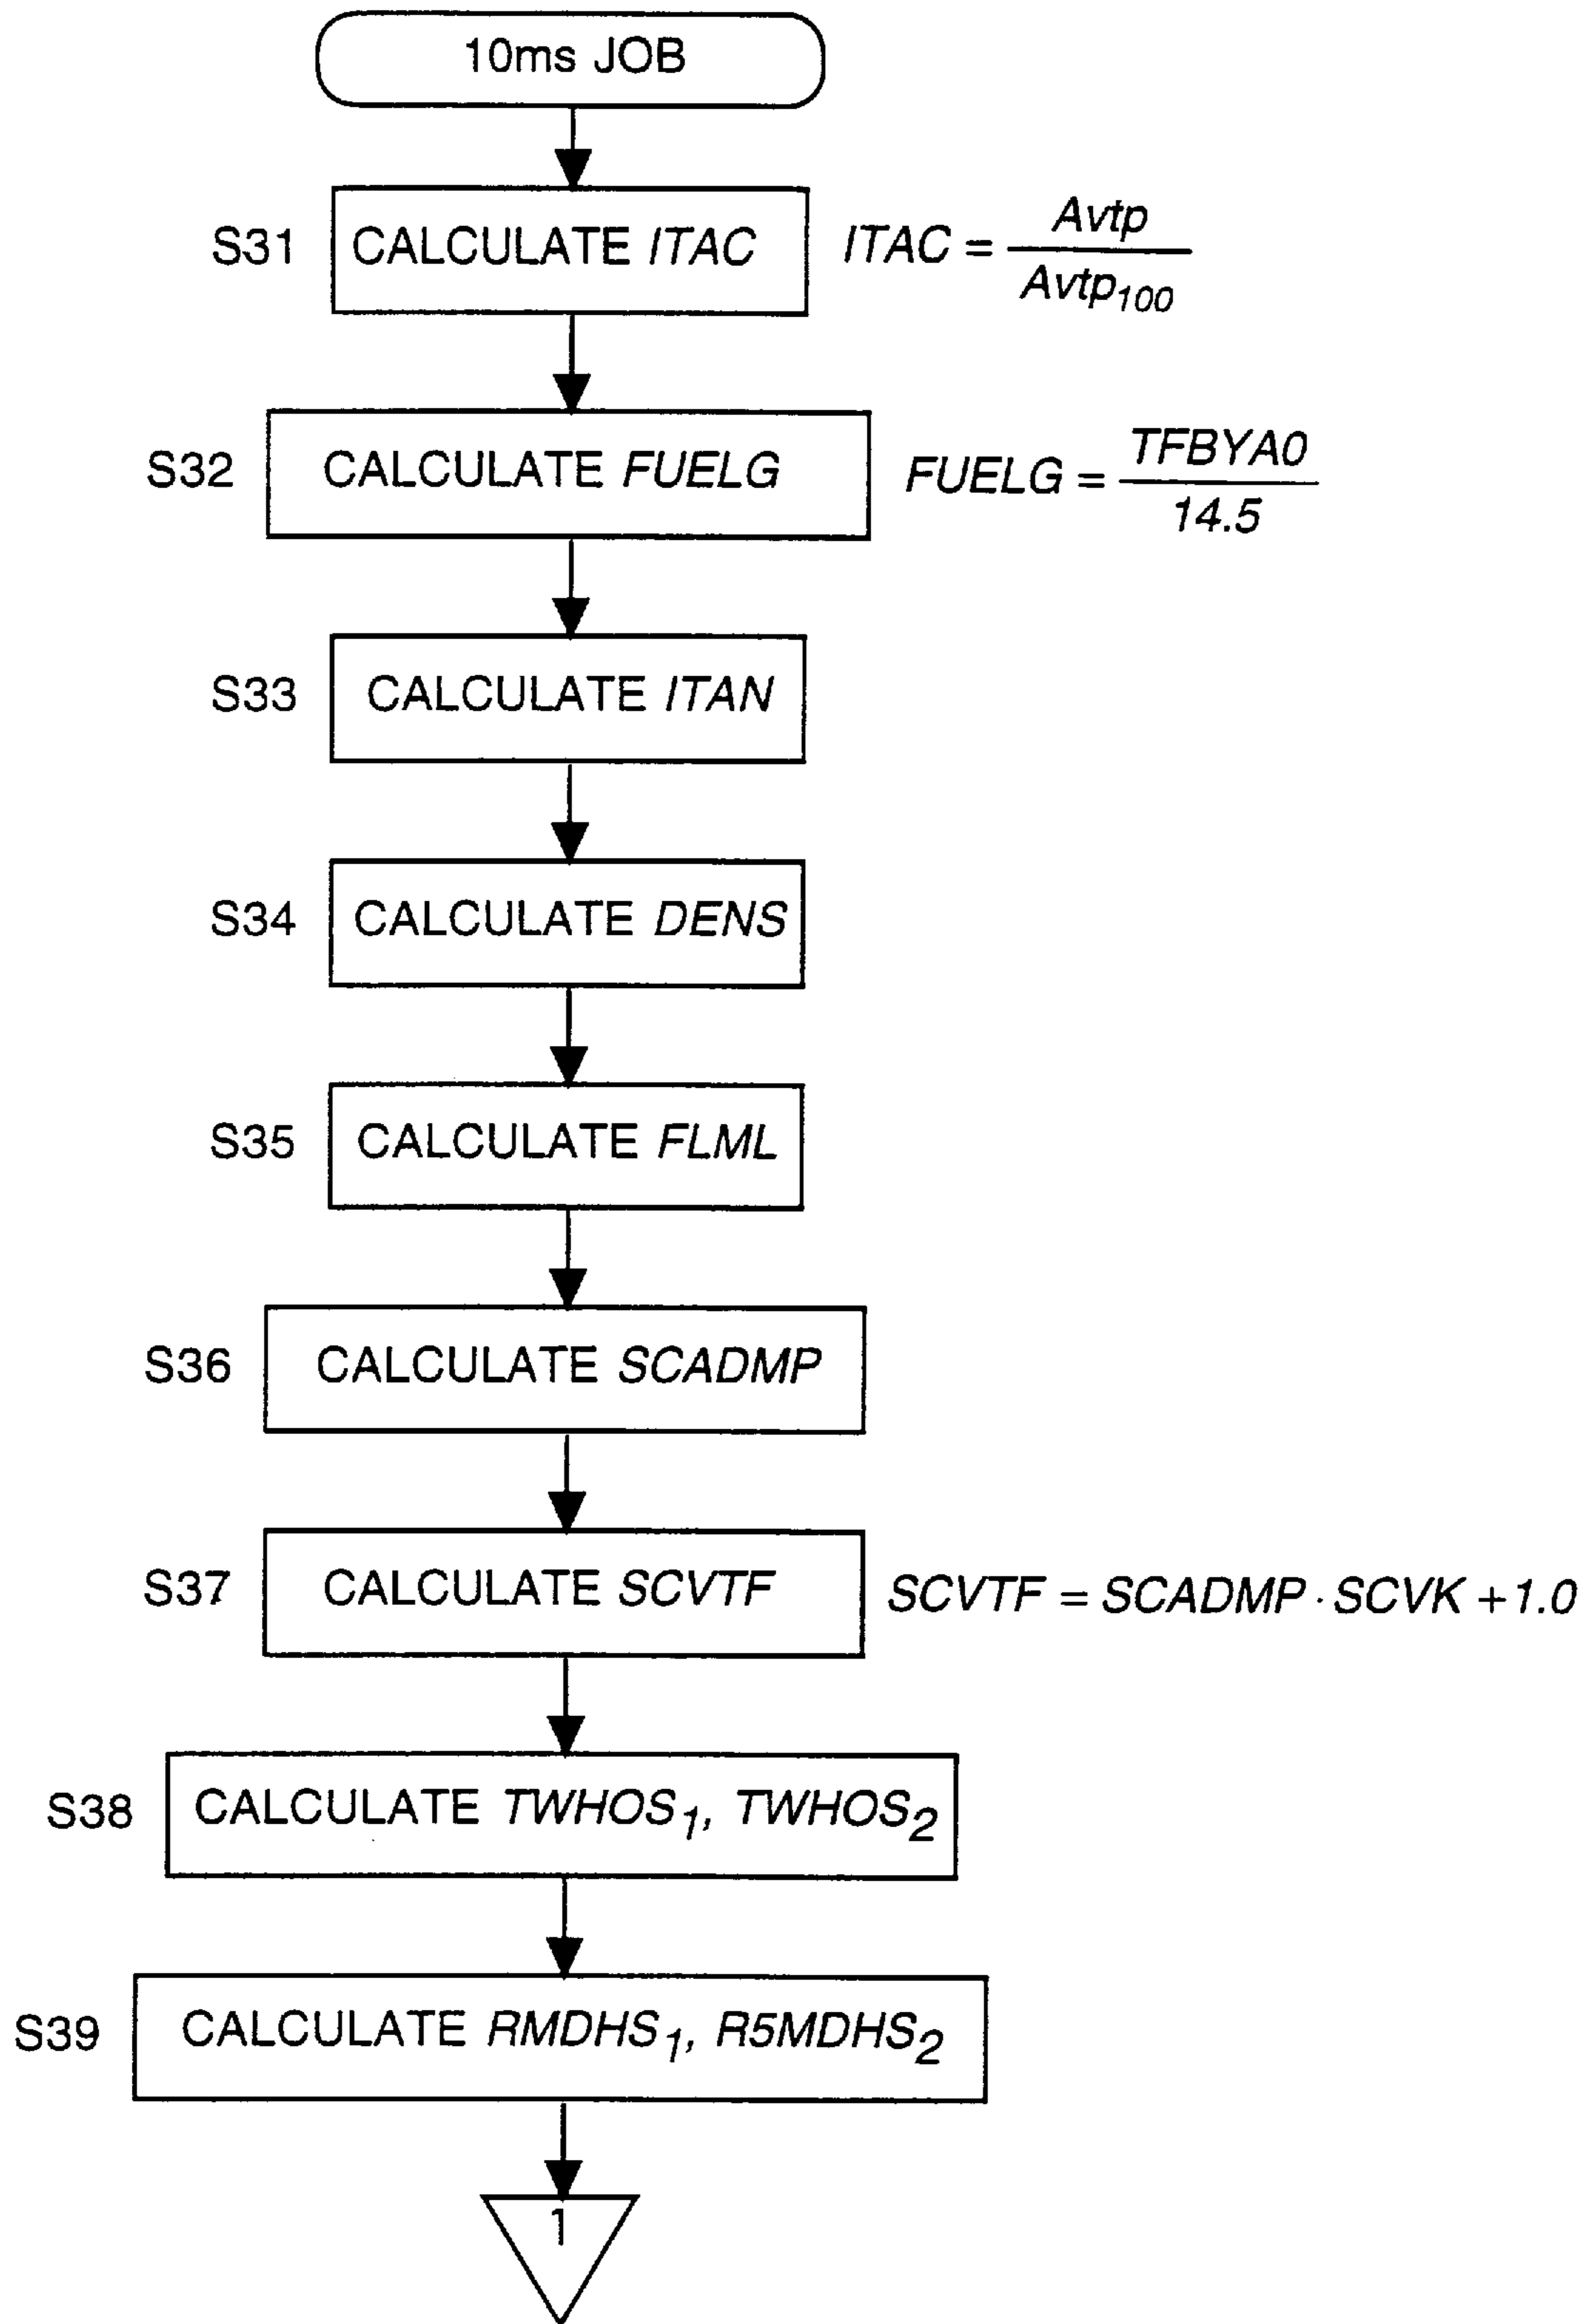 10ms JOB
S31 CALCULATE ITAC ITAC = Avtp / Avtp100
S32 CALCULATE FUELG FUELG = TFBYA0 / 14.5
S33 CALCULATE ITAN
S34 CALCULATE DENS
S35 CALCULATE FLML
S36 CALCULATE SCADMP
S37 CALCULATE SCVTF SCVTF = SCADMP · SCVK + 1.0
S38 CALCULATE TWHOS1, TWHOS2
S39 CALCULATE RMDHS1, R5MDHS2
1